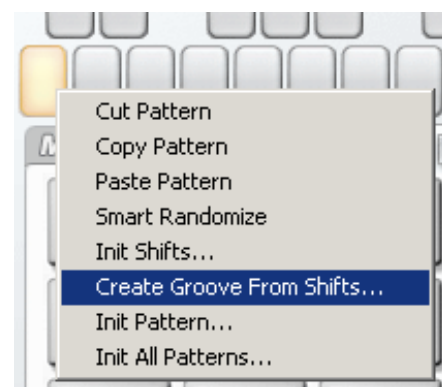 Cut Pattern
Copy Pattern
Paste Pattern
Smart Randomize
Init Shifts...
Create Groove From Shifts...
Init Pattern...
Init All Patterns...